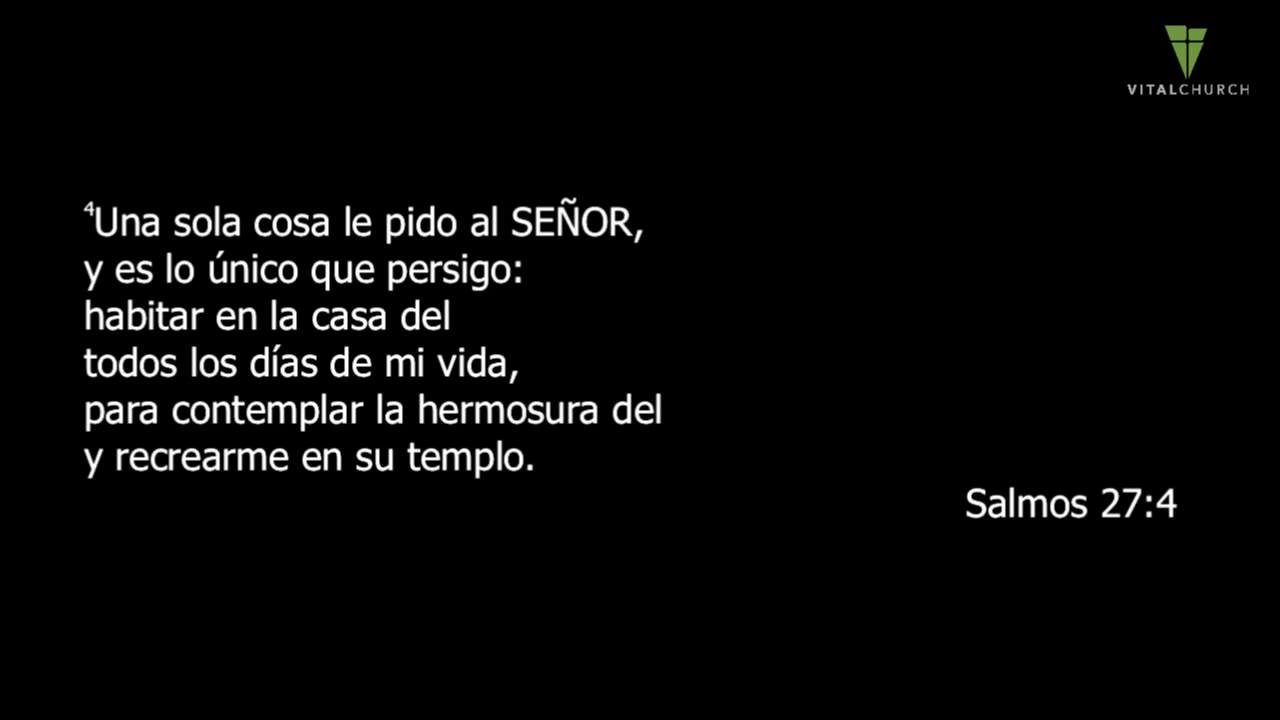 VITALCHURCH
⁴Una sola cosa le pido al SEÑOR,
y es lo único que persigo:
habitar en la casa del
todos los días de mi vida,
para contemplar la hermosura del
y recrearme en su templo.
Salmos 27:4